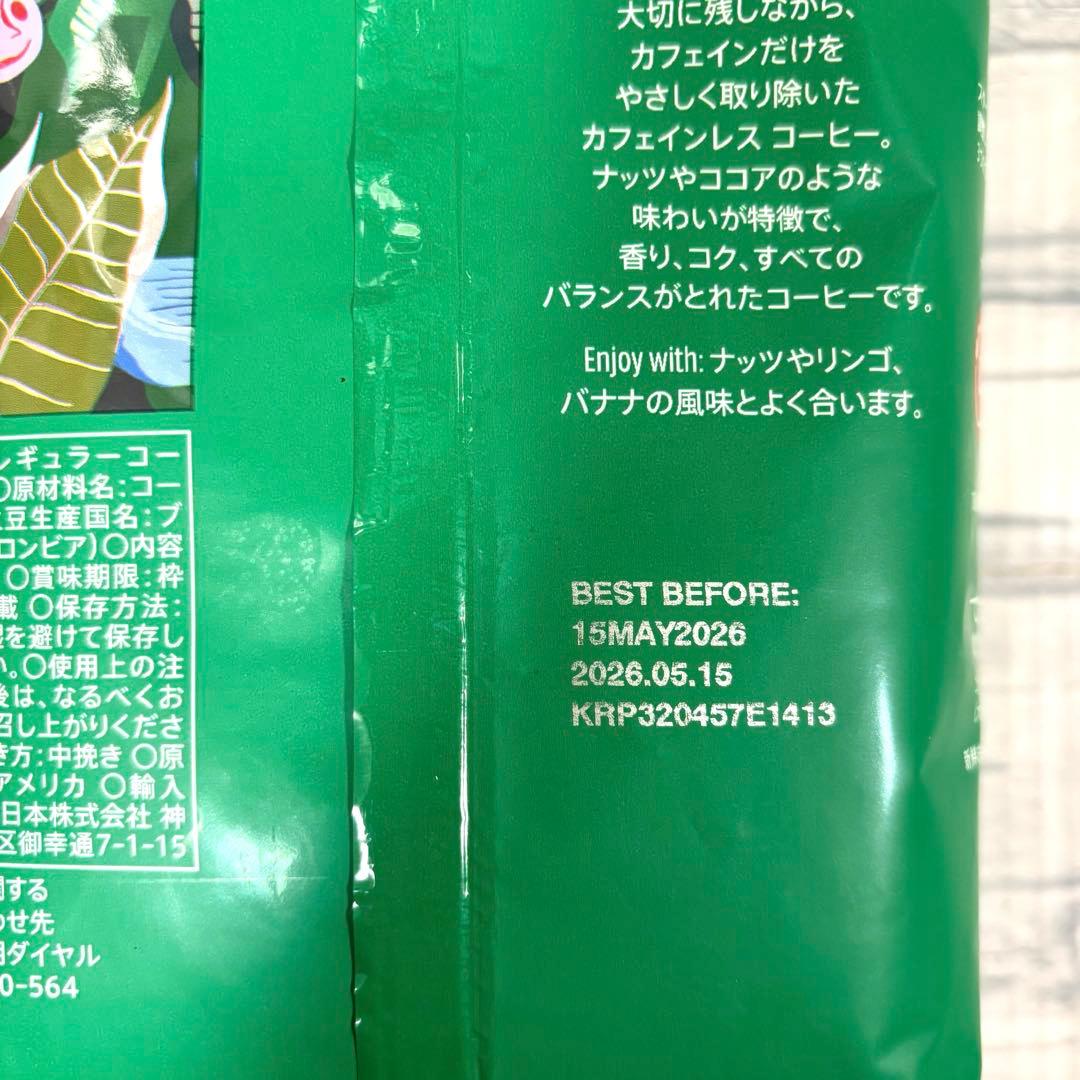 大切に残しながら、
カフェインだけを
やさしく取り除いた
カフェインレス コーヒー。
ナッツやココアのような
味わいが特徴で、
香り、コク、すべての
バランスがとれたコーヒーです。
Enjoy with: ナッツやリンゴ、
バナナの風味とよく合います。
レギュラーコー
〇原材料名:コー
豆生産国名:ブ
ロンビア)〇内容
〇賞味期限:枠
載 〇保存方法:
を避けて保存し
い。〇使用上の注
後は、なるべくお
召し上がりくださ
き方:中挽き 〇原
アメリカ 〇輸入
日本株式会社 神
区御幸通7-1-15
関する
わせ先
用ダイヤル
0-564
BEST BEFORE:
15MAY2026
2026.05.15
KRP320457E1413